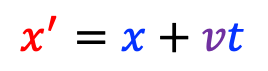 x′ = x + vt